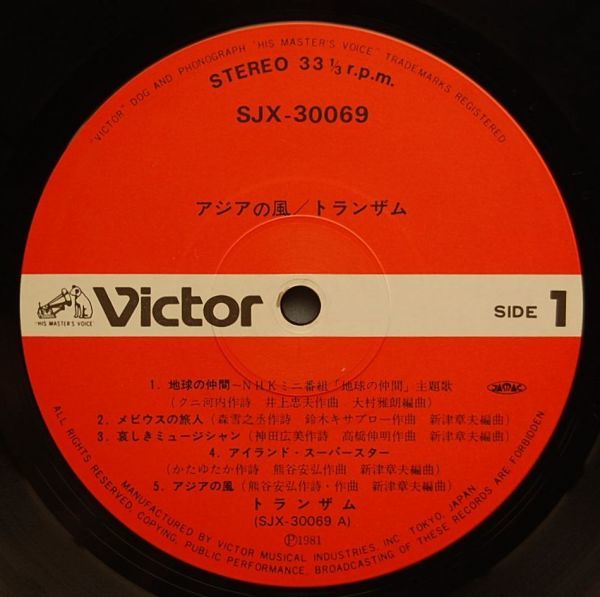 "VICTOR" DOG AND PHONOGRAPH "HIS MASTER'S VOICE" TRADEMARKS REGISTERED
STEREO 33 1/3 r.p.m.
SJX-30069
アジアの風/トランザム
"HIS MASTER'S VOICE"
Victor
SIDE 1
1. 地球の仲間~NHKミニ番組「地球の仲間」主題歌
(クニ河内作詩 井上忠夫作曲 大村雅朗編曲)
JASRAC
2. メビウスの旅人(森雪之丞作詩 鈴木キサブロー作曲 新津章夫編曲)
3. 哀しきミュージシャン(神田広美作詩 高橋伸明作曲 新津章夫編曲)
4. アイランド・スーパースター
(かたゆたか作詩 熊谷安弘作曲 新津章夫編曲)
5. アジアの風(熊谷安弘作詩・作曲 新津章夫編曲)
トランザム
(SJX-30069 A)
Ⓟ1981
MANUFACTURED BY VICTOR MUSICAL INDUSTRIES, INC. TOKYO, JAPAN
ALL RIGHTS RESERVED. COPYING, PUBLIC PERFORMANCE, BROADCASTING OF THESE RECORDS ARE FORBIDDEN.